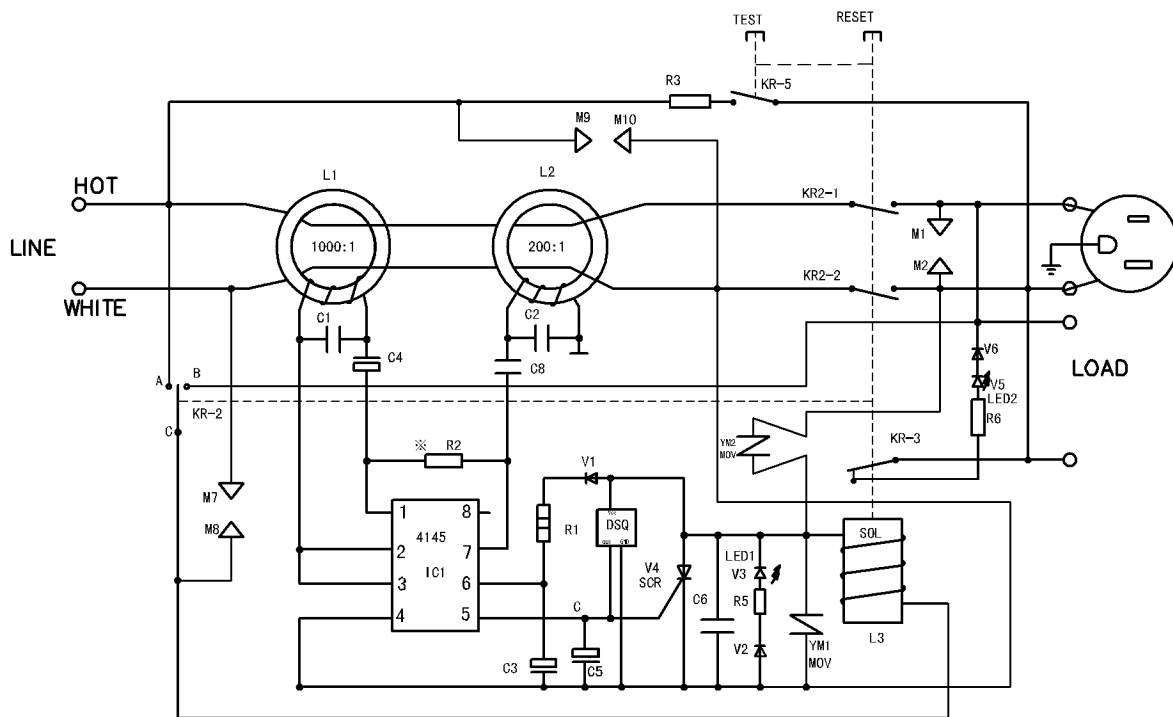 TEST
RESET
R3
KR-5
M9
M10
HOT
L1
L2
KR2-1
1000:1
200:1
M1
LINE
M2
WHITE
KR2-2
C1
C2
C4
C8
V6
A
B
LOAD
V5
LED2
KR-2
R6
C
※
R2
YM2
MOV
KR-3
V1
M7
1
8
VCC
SOL
4145
R1
DSQ
M8
2
7
OUT
GND
LED1
IC1
V4
V3
3
6
SCR
C6
R5
4
5
C
L3
YM1
V2
MOV
C3
C5